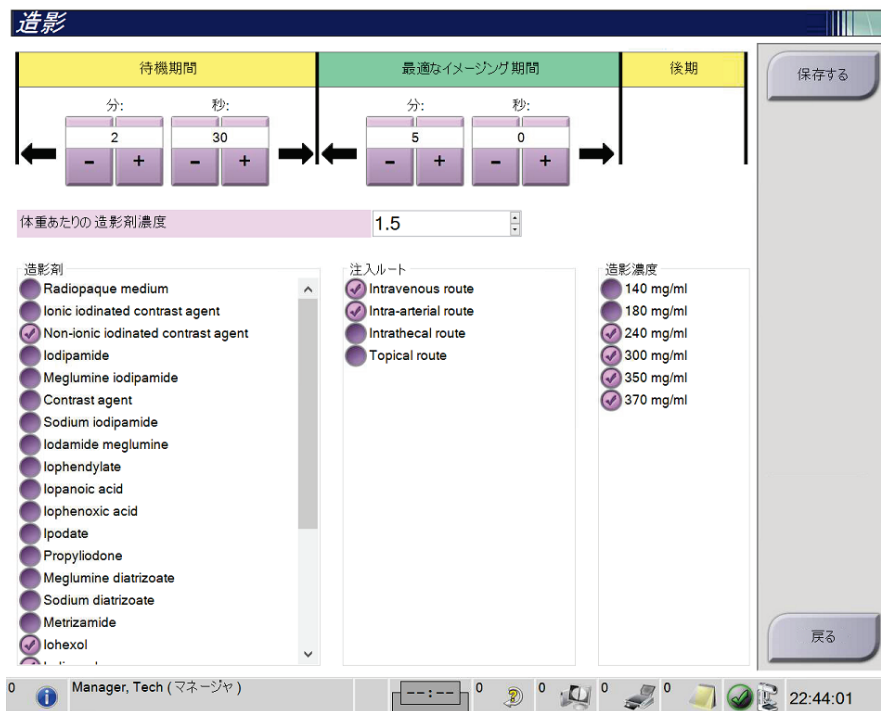 造影
待機期間
最適なイメージング期間
後期
保存する
分:
秒:
分:
秒:
2
30
5
0
- + - +
- + - +
体重あたりの造影剤濃度
1.5
造影剤
Radiopaque medium
Ionic iodinated contrast agent
Non-ionic iodinated contrast agent
Iodipamide
Meglumine iodipamide
Contrast agent
Sodium iodipamide
Iodamide meglumine
Iophendylate
Iopanoic acid
Iophenoxic acid
Ipodate
Propyliodone
Meglumine diatrizoate
Sodium diatrizoate
Metrizamide
Iohexol
注入ルート
Intravenous route
Intra-arterial route
Intrathecal route
Topical route
造影濃度
140 mg/ml
180 mg/ml
240 mg/ml
300 mg/ml
350 mg/ml
370 mg/ml
戻る
0
Manager, Tech (マネージャ)
--:--
0
0
0
0
22:44:01